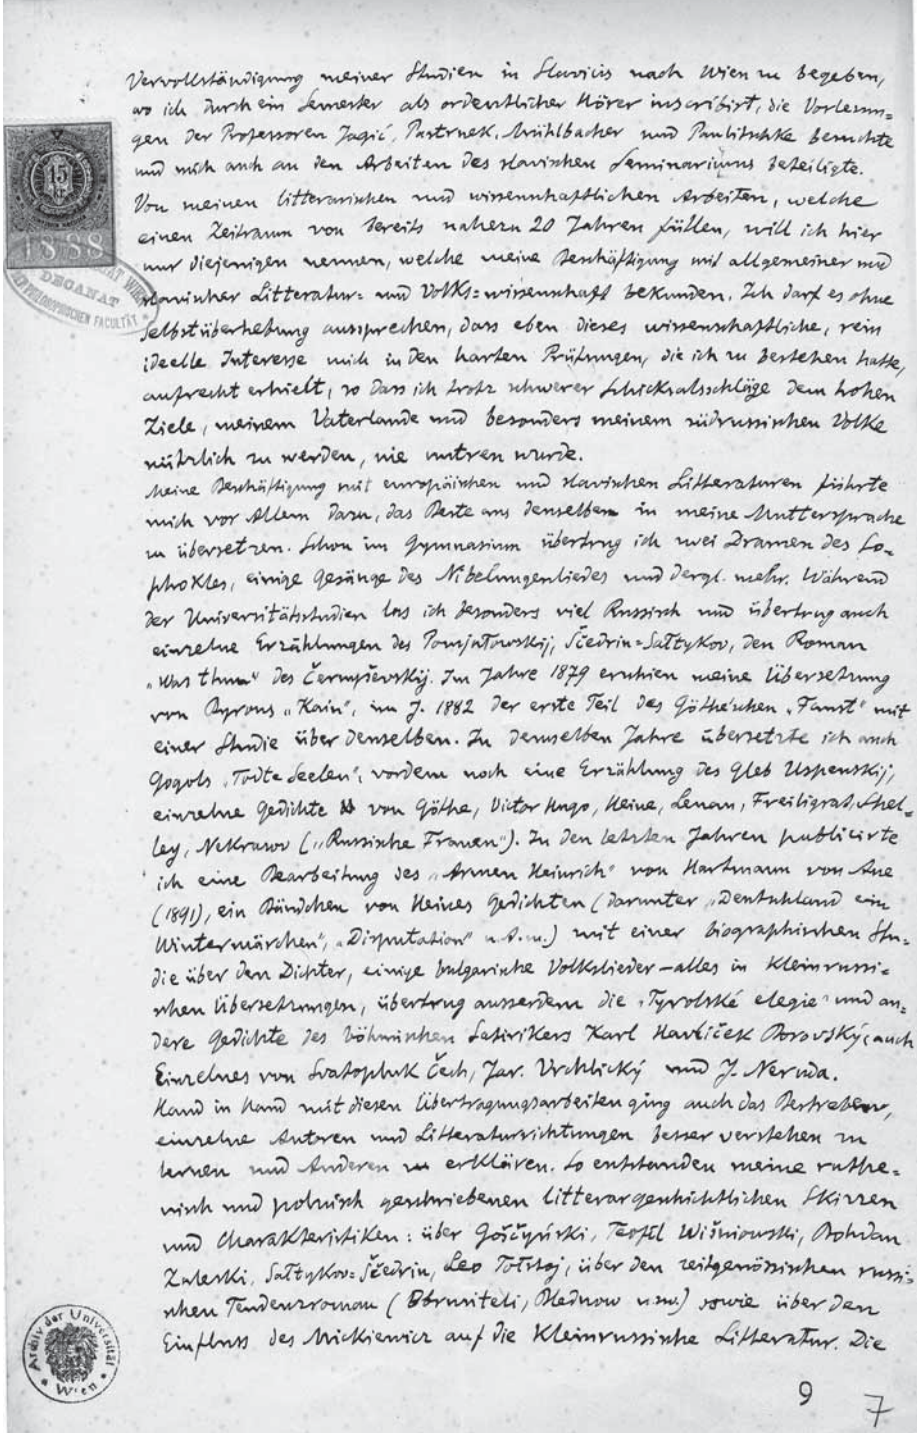 Vervollständigung meiner Studien in Slavicis nach Wien zu begeben,
wo ich durch ein Semester als ordentlicher Hörer inscribirt, die Vorlesun=
gen der Professoren Jagić, Pastrnek, Mühlbacher und Paulitschke besuchte
und mich auch an den Arbeiten des slavischen Seminariums beteiligte.
Von meinen litterarischen und wissenschaftlichen Arbeiten, welche
einen Zeitraum von bereits nahezu 20 Jahren füllen, will ich hier
nur diejenigen nennen, welche meine Beschäftigung mit allgemeiner und
slavischer Litteratur= und Volks=wissenschaft bekunden. Ich darf es ohne
Selbstüberhebung aussprechen, dass eben dieses wissenschaftliche, rein
ideelle Interesse mich in den harten Prüfungen, die ich zu bestehen hatte,
aufrecht erhielt, so dass ich trotz schwerer Schicksalsschläge dem hohen
Ziele, meinem Vaterlande und besonders meinem südrussischen Volke
nützlich zu werden, nie untreu wurde.
Meine Beschäftigung mit europäischen und slavischen Litteraturen führte
mich vor Allem dazu, das Beste aus denselben in meine Muttersprache
zu übersetzen. Schon im Gymnasium übertrug ich zwei Dramen des So=
phokles, einige Gesänge des Nibelungenliedes und dergl. mehr. Während
der Universitätsstudien las ich besonders viel Russisch und übertrug auch
einzelne Erzählungen des Pomjałowskij, Ščedrin=Sałtykov, den Roman
„Was thun" des Černyševskij. Im Jahre 1879 erschien meine Übersetzung
von Byrons „Kain", im J. 1882 der erste Teil des Göthe'schen „Faust" mit
einer Studie über denselben. In demselben Jahre übersetzte ich auch
Gogols „Todte Seelen", vordem noch eine Erzählung des Gleb Uspenskij,
einzelne Gedichte von Göthe, Victor Hugo, Heine, Lenau, Freiligrat, Shel=
ley, Nekrasov („Russische Frauen"). In den letzten Jahren publicirte
ich eine Bearbeitung des „Armen Heinrich" von Hartmann von Aue
(1891), ein Bändchen von Heines Gedichten (darunter „Deutschland ein
Wintermärchen", „Disputation" u.A.m.) mit einer biographischen Stu=
die über den Dichter, einige bulgarische Volkslieder – alles in kleinrussi=
schen Übersetzungen, übertrug ausserdem die „Tyrolské elegie" und an=
dere Gedichte des böhmischen Satirikers Karl Havlíček Borovský, auch
Einzelnes von Svatopluk Čech, Jar. Vrchlický und J. Neruda.
Hand in Hand mit diesen Übertragungsarbeiten ging auch das Bestreben,
einzelne Autoren und Litteraturrichtungen besser verstehen zu
lernen und Anderen zu erklären. So entstanden meine ruthe=
nisch und polnisch geschriebenen litterargeschichtlichen Skizzen
und Charakteristiken: über Goščyński, Teofil Wiśniowski, Bohdan
Zaleski, Sałtykov=Ščedrin, Leo Tołstoj, über den zeitgenössischen russi=
schen Tendenzroman ( usw.) sowie über den
Einfluss des Mickiewicz auf die Kleinrussische Litteratur. Die
9
7
15
1888
DECANAT
PHILOSOPHISCHEN FACULTÄT
Archiv der Universität
Wien